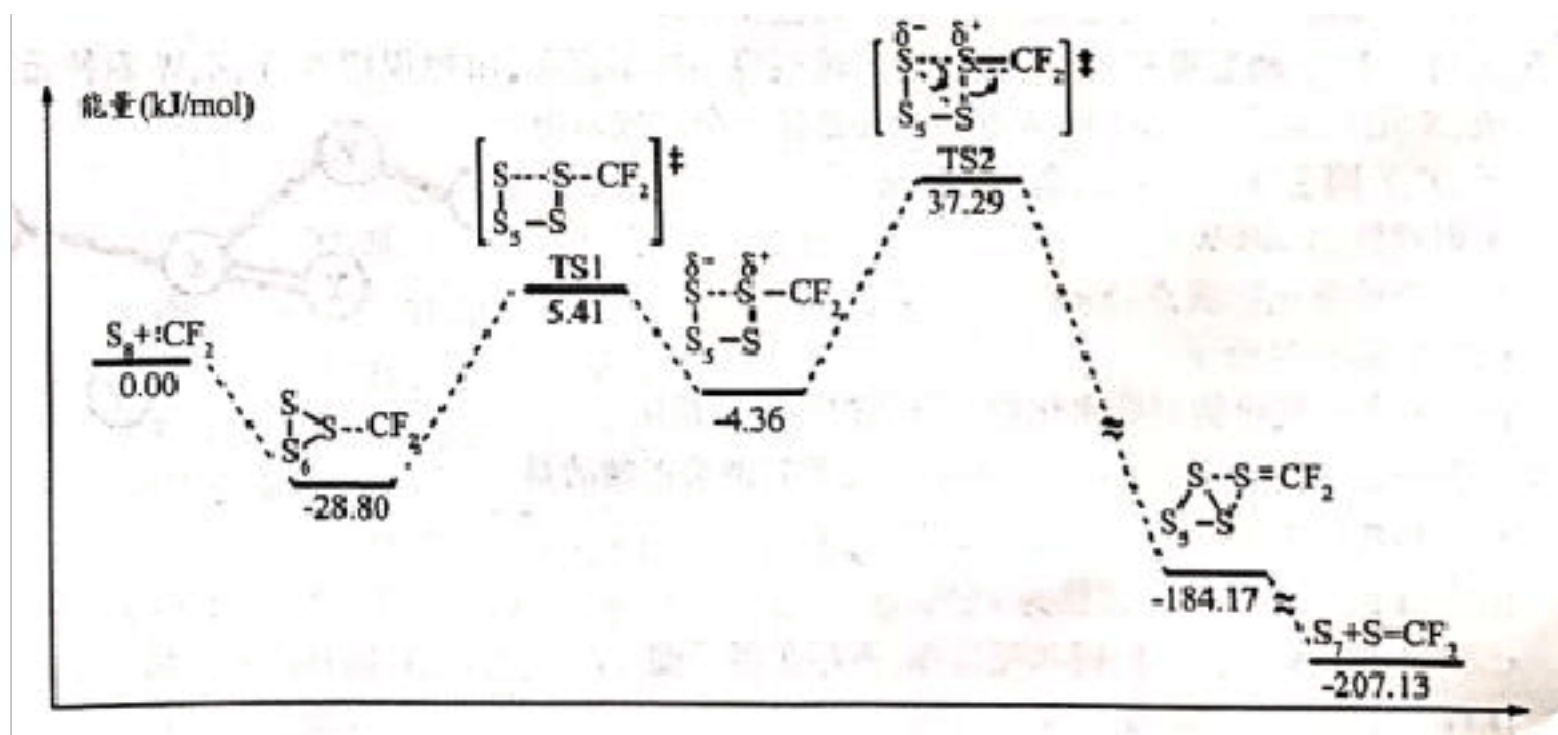 能量(kJ/mol)
S₈+:CF₂
0.00
S
S--CF₂
S₆
-28.80
[S---S--CF₂]‡
S₅-S
TS1
5.41
δ⁻ δ⁺
S---S-CF₂
S₅-S
-4.36
δ⁻ δ⁺
[S---S=CF₂]‡
S₅-S
TS2
37.29
S--S=CF₂
S₅-S
-184.17
S₇+S=CF₂
-207.13